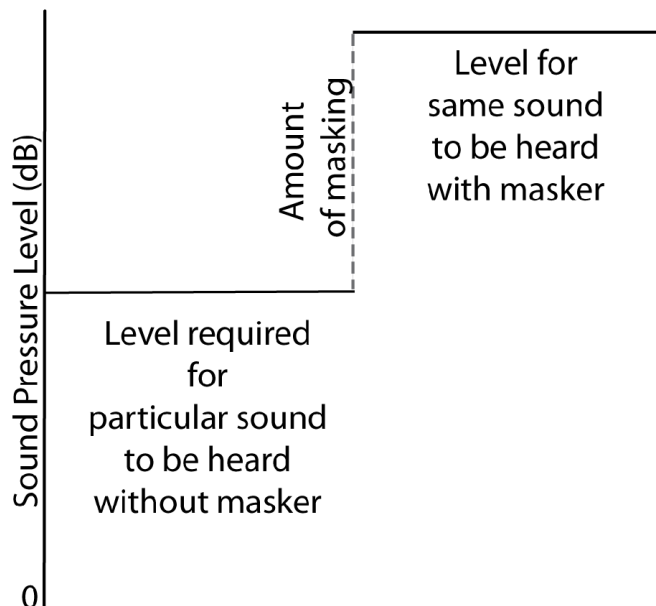 Sound Pressure Level (dB)
0
Level required
for
particular sound
to be heard
without masker
Amount
of masking
Level for
same sound
to be heard
with masker